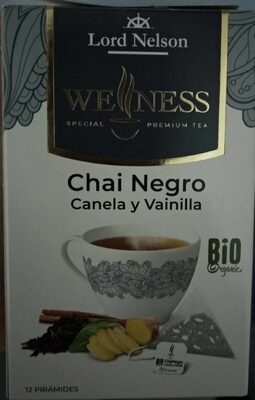 Lord Nelson
WELLNESS
SPECIAL PREMIUM TEA
Chai Negro
Canela y Vainilla
BIO
Organic
12 PIRÁMIDES